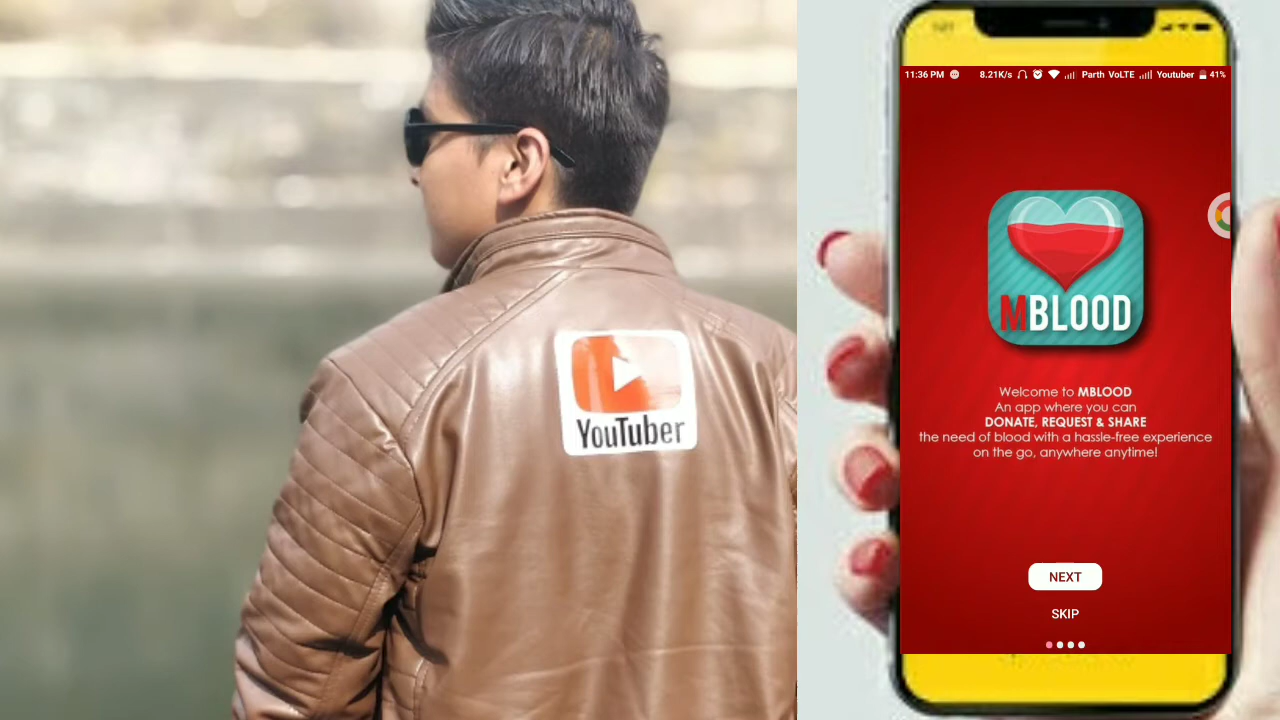 YouTuber
11:36 PM 8.21K/s Parth VoLTE Youtuber 41%
MBLOOD
Welcome to MBLOOD
An app where you can
DONATE, REQUEST & SHARE
the need of blood with a hassle-free experience
on the go, anywhere anytime!
NEXT
SKIP